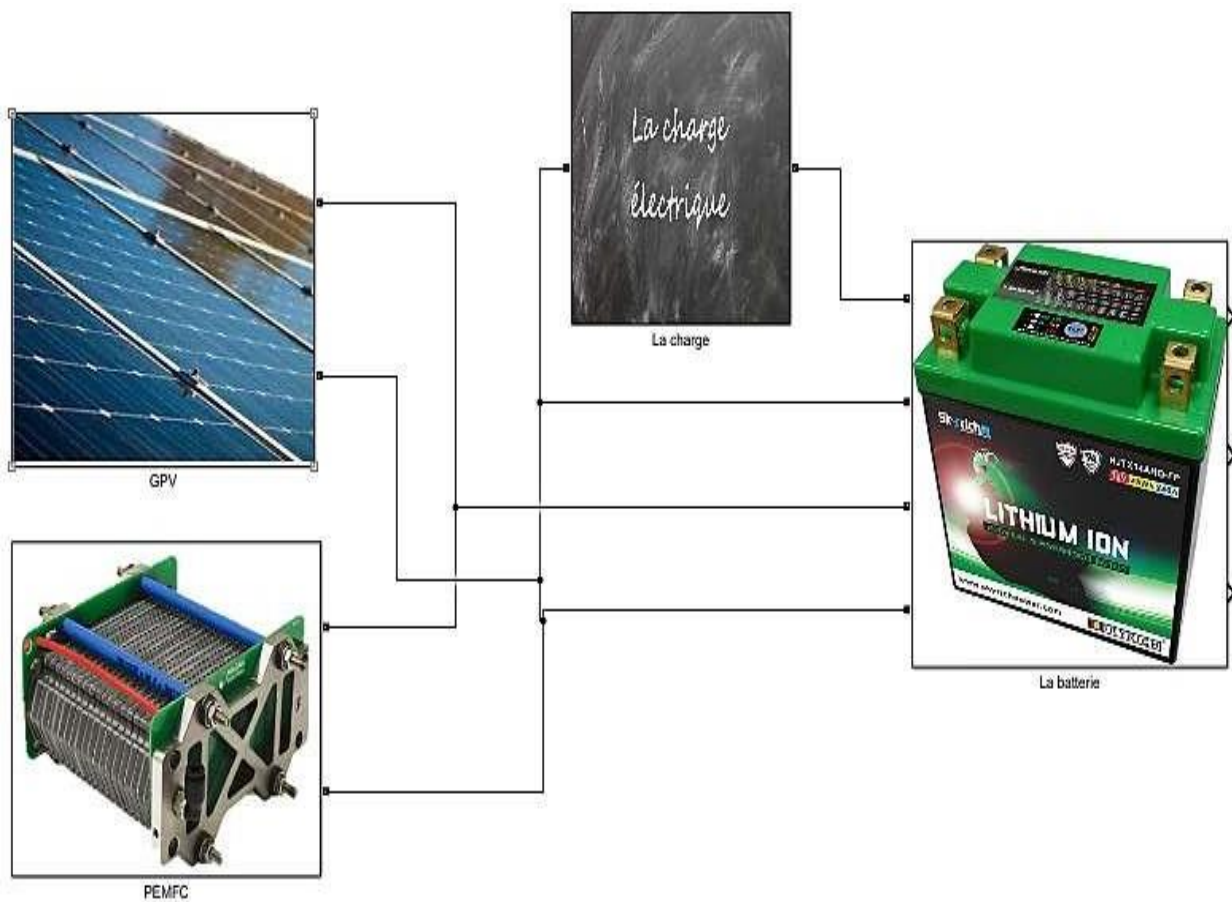 La charge
électrique
La charge
GPV
LITHIUM ION
La batterie
PEMFC